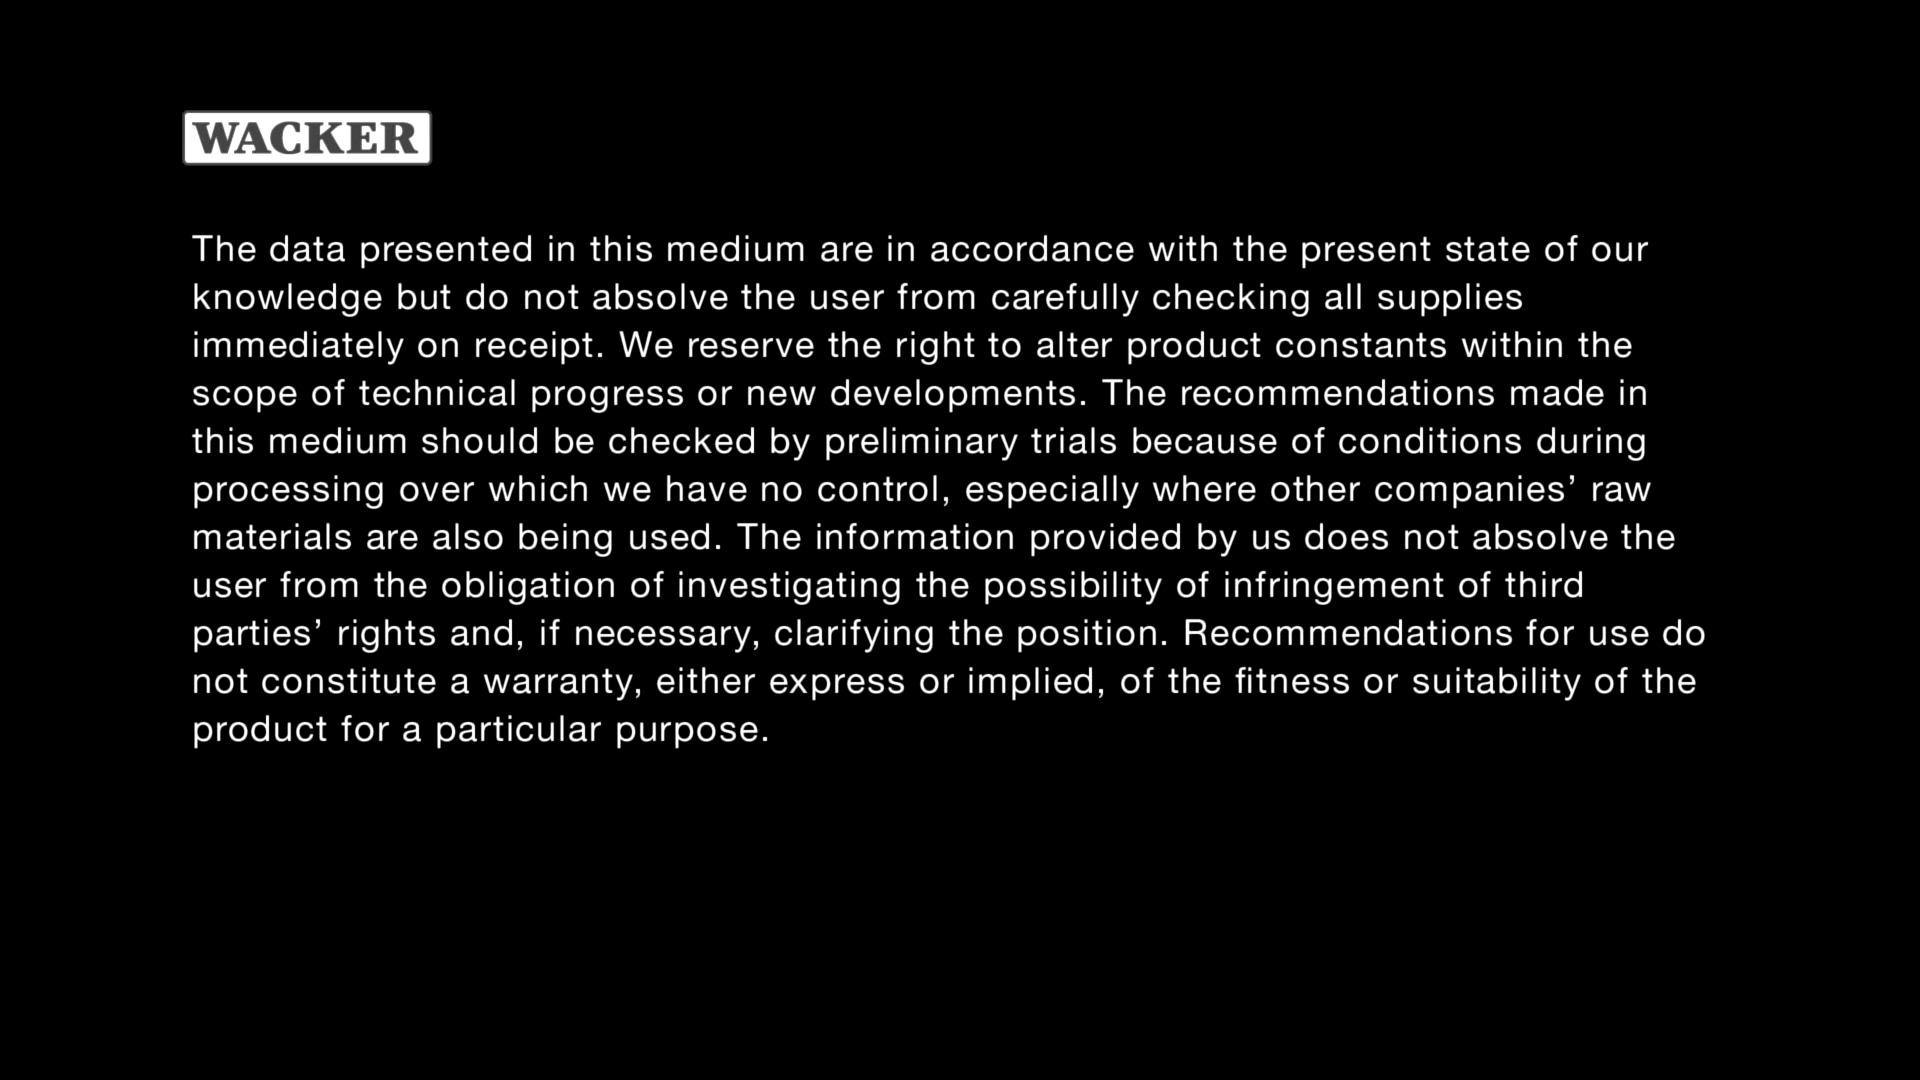 WACKER
The data presented in this medium are in accordance with the present state of our
knowledge but do not absolve the user from carefully checking all supplies
immediately on receipt. We reserve the right to alter product constants within the
scope of technical progress or new developments. The recommendations made in
this medium should be checked by preliminary trials because of conditions during
processing over which we have no control, especially where other companies’ raw
materials are also being used. The information provided by us does not absolve the
user from the obligation of investigating the possibility of infringement of third
parties’ rights and, if necessary, clarifying the position. Recommendations for use do
not constitute a warranty, either express or implied, of the fitness or suitability of the
product for a particular purpose.